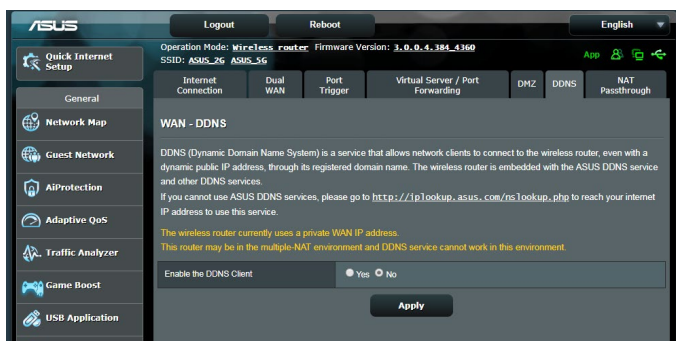 ASUS
Logout
Reboot
English
Quick Internet
Setup
General
Network Map
Guest Network
AiProtection
Adaptive QoS
Traffic Analyzer
Game Boost
USB Application
Operation Mode: Wireless router Firmware Version: 3.0.0.4.384_4360
SSID: ASUS_2G ASUS_5G
App
Internet
Connection
Dual
WAN
Port
Trigger
Virtual Server / Port
Forwarding
DMZ
DDNS
NAT
Passthrough
WAN - DDNS
DDNS (Dynamic Domain Name System) is a service that allows network clients to connect to the wireless router, even with a
dynamic public IP address, through its registered domain name. The wireless router is embedded with the ASUS DDNS service
and other DDNS services.
If you cannot use ASUS DDNS services, please go to http://iplookup.asus.com/nslookup.php to reach your internet
IP address to use this service.
The wireless router currently uses a private WAN IP
address.
This router may be in the multiple-NAT environment and DDNS service cannot work in this environment.
Enable the DDNS Client
Yes
No
Apply